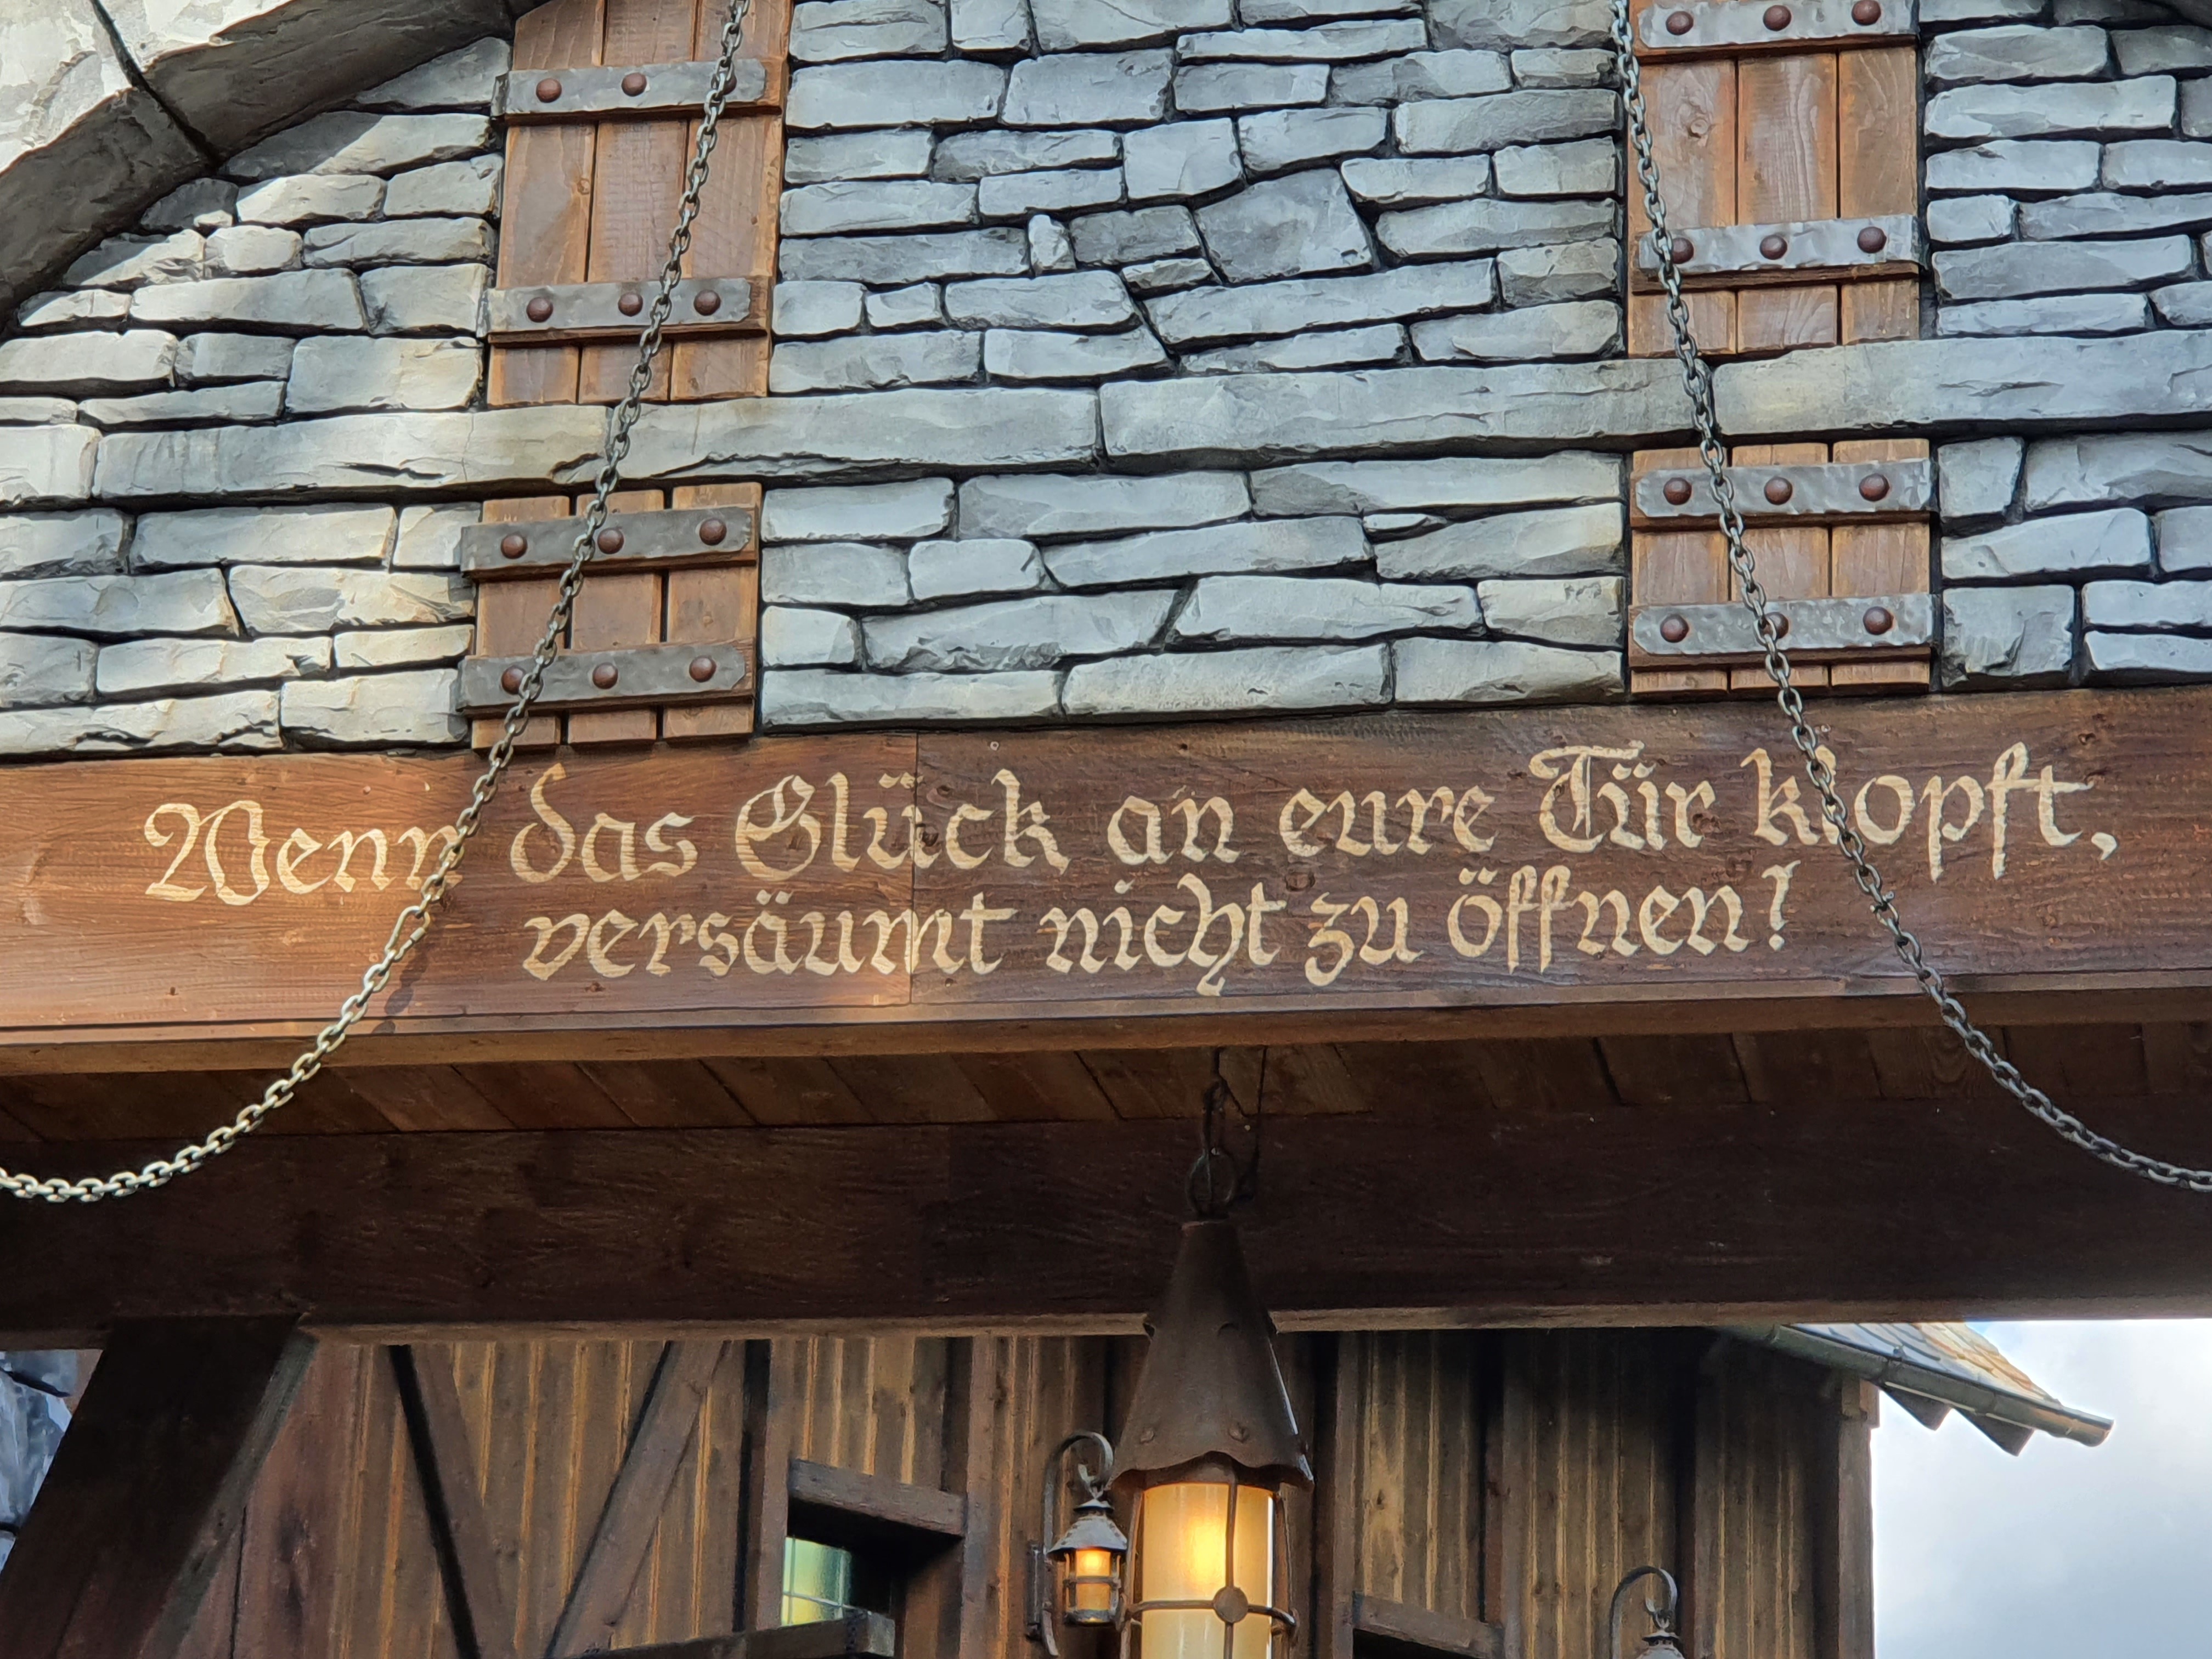 Wenn das Glück an eure Tür klopft,
versäumt nicht zu öffnen!